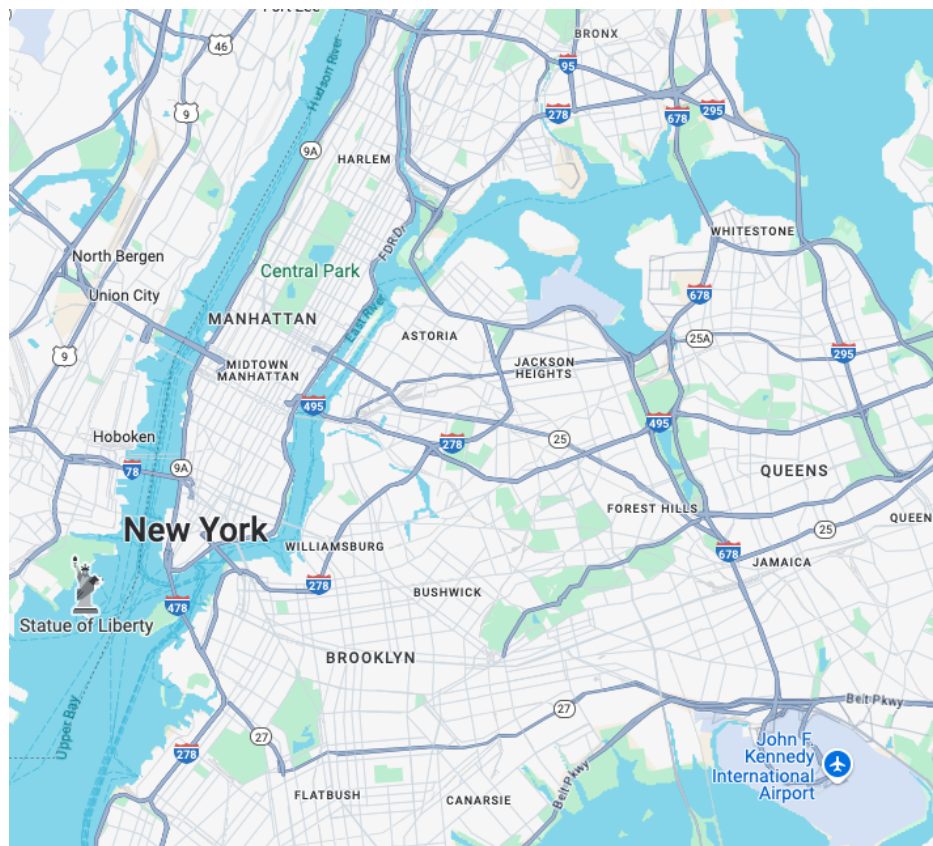 Fort Lee
46
BRONX
95
Hudson River
9
278
678
295
9A
HARLEM
FDR Dr
WHITESTONE
North Bergen
Central Park
Union City
678
MANHATTAN
East River
ASTORIA
25A
9
MIDTOWN
MANHATTAN
JACKSON
HEIGHTS
295
495
495
Hoboken
278
25
78
9A
QUEENS
FOREST HILLS
QUEEN
New York
25
WILLIAMSBURG
678
JAMAICA
278
BUSHWICK
478
Statue of Liberty
BROOKLYN
Upper Bay
Belt Pkwy
27
27
278
John F.
Kennedy
International
Airport
Belt Pkwy
FLATBUSH
CANARSIE